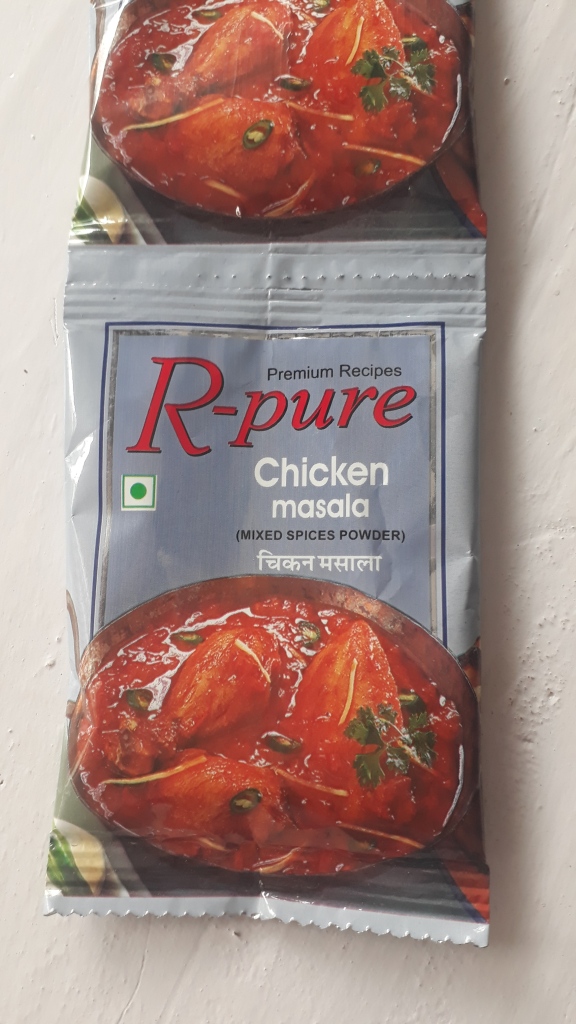 Premium Recipes
R-pure
Chicken
masala
(MIXED SPICES POWDER)
चिकन मसाला